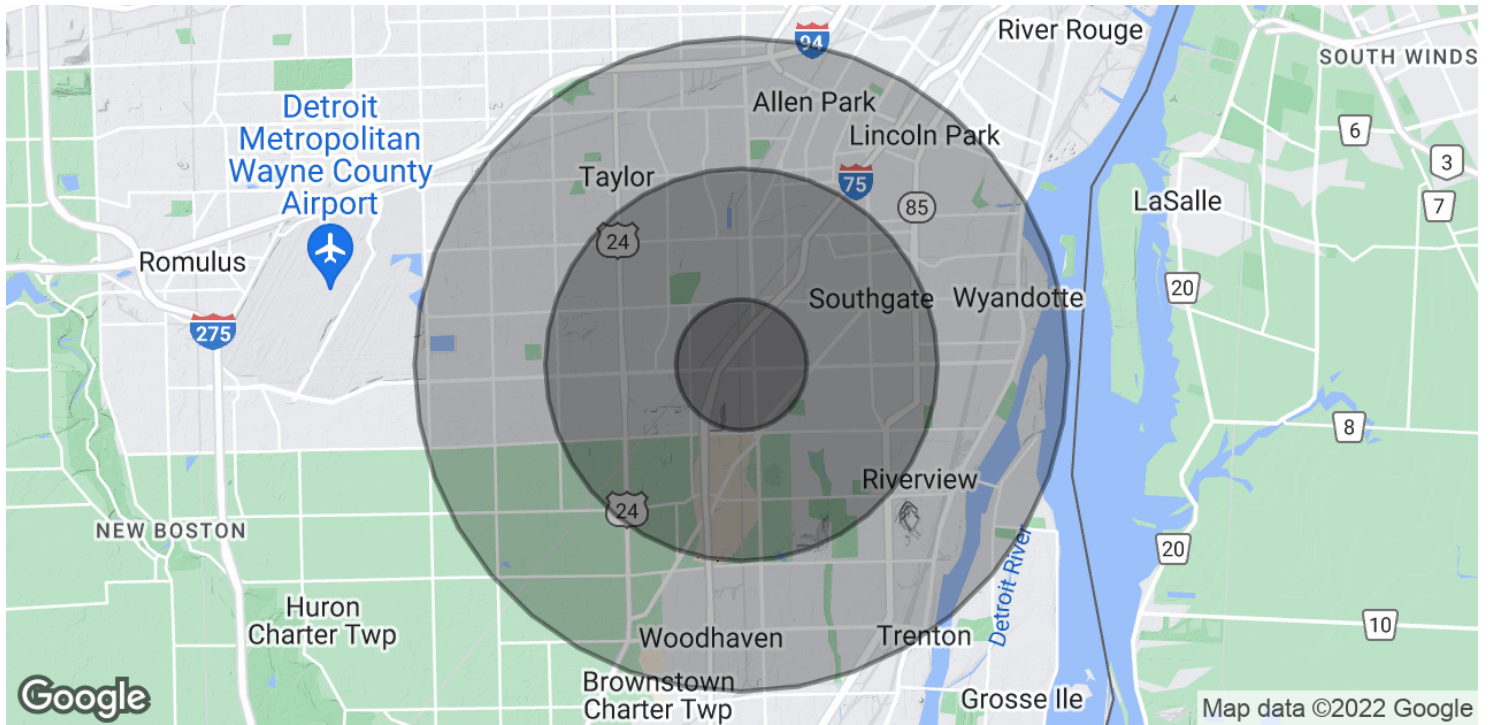 River Rouge
94
SOUTH WINDS
Allen Park
Detroit
Metropolitan
Wayne County
Airport
Lincoln Park
6
3
Taylor
75
7
85
LaSalle
24
Romulus
20
Southgate
Wyandotte
275
8
Riverview
24
NEW BOSTON
20
Detroit River
Huron
Charter Twp
10
Woodhaven
Trenton
Brownstown
Charter Twp
Grosse Ile
Google
Map data ©2022 Google